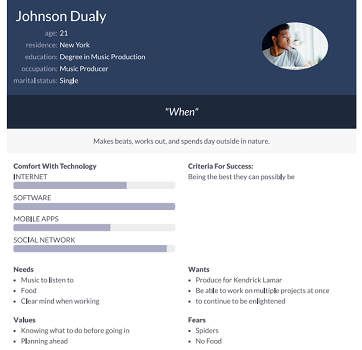 Johnson Dualy
age: 21
residence: New York
education: Degree in Music Production
occupation: Music Producer
marital status: Single
"When"
Makes beats, works out, and spends day outside in nature.
Comfort With Technology
INTERNET
SOFTWARE
MOBILE APPS
SOCIAL NETWORK
Criteria For Success:
Being the best they can possibly be
Needs
• Music to listen to
• Food
• Clear mind when working
Wants
• Produce for Kendrick Lamar
• Be able to work on multiple projects at once
• to continue to be enlightened
Values
• Knowing what to do before going in
• Planning ahead
Fears
• Spiders
• No Food